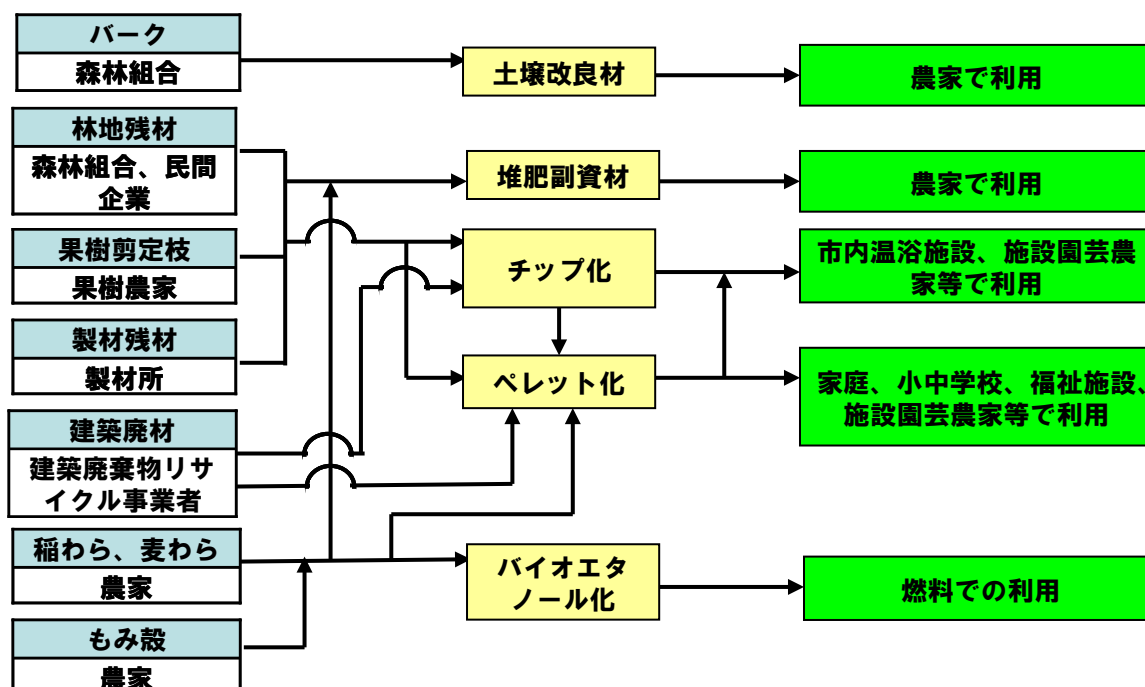 バーク
森林組合
林地残材
森林組合、民間
企業
果樹剪定枝
果樹農家
製材残材
製材所
建築廃材
建築廃棄物リサ
イクル事業者
稲わら、麦わら
農家
もみ殻
農家
土壌改良材
堆肥副資材
チップ化
ペレット化
バイオエタ
ノール化
農家で利用
農家で利用
市内温浴施設、施設園芸農
家等で利用
家庭、小中学校、福祉施設、
施設園芸農家等で利用
燃料での利用